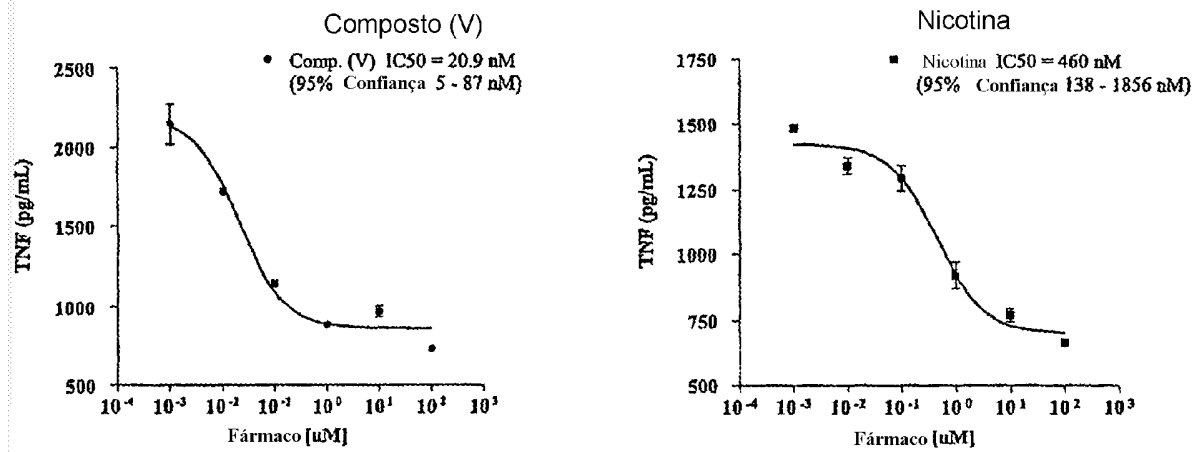 Composto (V)
Comp. (V) IC50 = 20.9 nM
(95% Confiança 5 - 87 nM)
2500
2000
1500
1000
500
TNF (pg/mL)
10⁻⁴ 10⁻³ 10⁻² 10⁻¹ 10⁰ 10¹ 10² 10³
Fármaco [uM]
Nicotina
Nicotina IC50 = 460 nM
(95% Confiança 138 - 1856 nM)
1750
1500
1250
1000
750
500
TNF (pg/mL)
10⁻⁴ 10⁻³ 10⁻² 10⁻¹ 10⁰ 10¹ 10² 10³
Fármaco [uM]